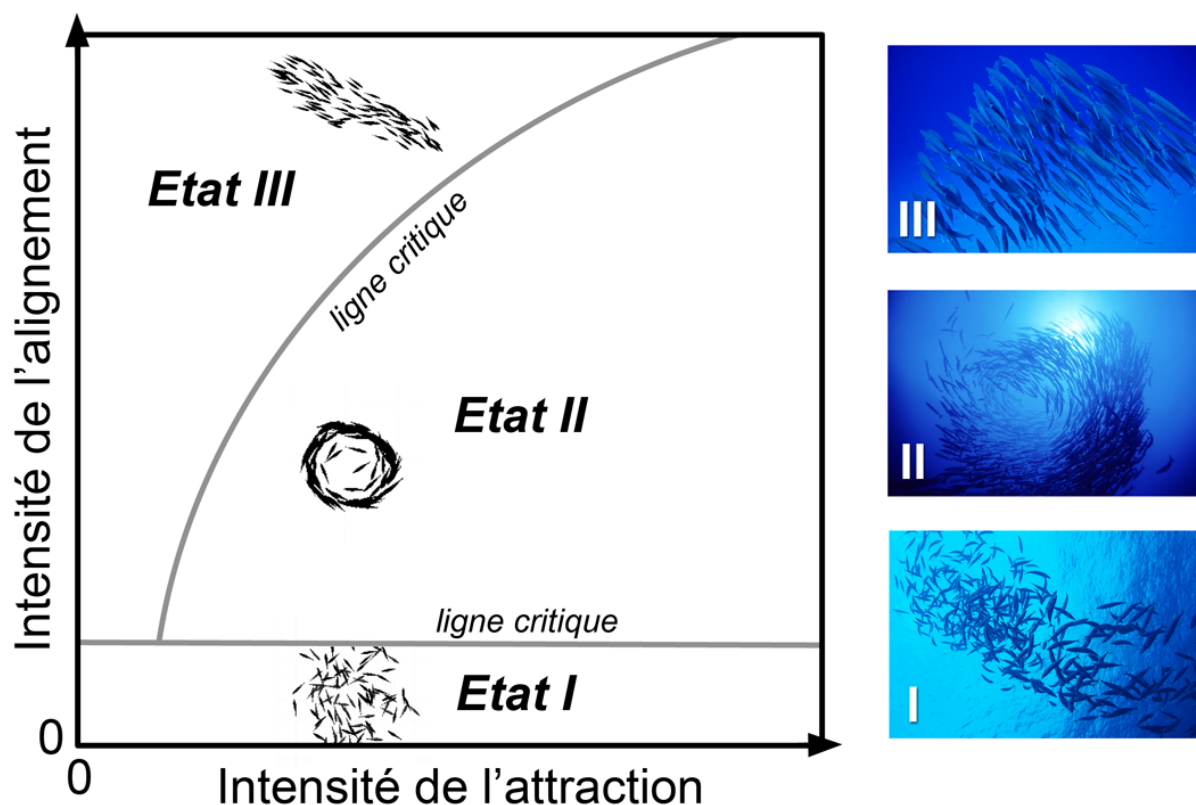 Intensité de l'alignement
Etat III
ligne critique
Etat II
ligne critique
Etat I
0
0
Intensité de l'attraction
III
II
I